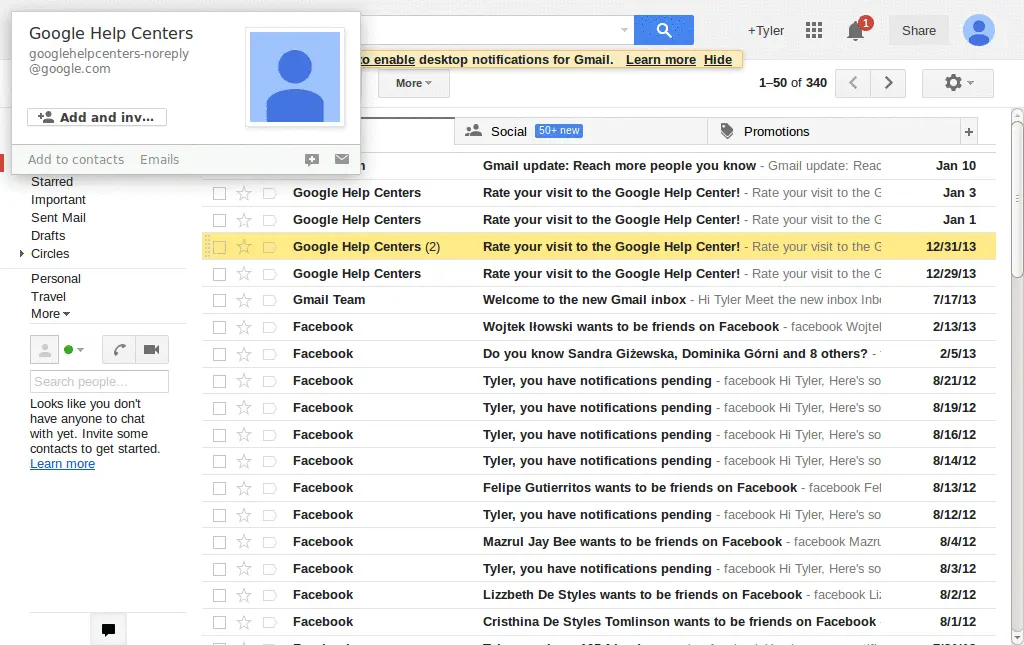 Google Help Centers
googlehelpcenters-noreply
@google.com
Add and inv...
Add to contacts Emails
+Tyler
1
Share
to enable desktop notifications for Gmail. Learn more Hide
More
1–50 of 340
Social 50+ new
Promotions
+
Starred
Important
Sent Mail
Drafts
Circles
Personal
Travel
More
Search people...
Looks like you don't
have anyone to chat
with yet. Invite some
contacts to get started.
Learn more
Gmail update: Reach more people you know - Gmail update: Reac Jan 10
Google Help Centers Rate your visit to the Google Help Center! - Rate your visit to the G Jan 3
Google Help Centers Rate your visit to the Google Help Center! - Rate your visit to the G Jan 1
Google Help Centers (2) Rate your visit to the Google Help Center! - Rate your visit to the G 12/31/13
Google Help Centers Rate your visit to the Google Help Center! - Rate your visit to the G 12/29/13
Gmail Team Welcome to the new Gmail inbox - Hi Tyler Meet the new inbox Inbo 7/17/13
Facebook Wojtek Iłowski wants to be friends on Facebook - facebook Wojtek 2/13/13
Facebook Do you know Sandra Giżewska, Dominika Górni and 8 others? - 2/5/13
Facebook Tyler, you have notifications pending - facebook Hi Tyler, Here's so 8/21/12
Facebook Tyler, you have notifications pending - facebook Hi Tyler, Here's so 8/19/12
Facebook Tyler, you have notifications pending - facebook Hi Tyler, Here's so 8/16/12
Facebook Tyler, you have notifications pending - facebook Hi Tyler, Here's so 8/14/12
Facebook Felipe Gutierritos wants to be friends on Facebook - facebook Fel 8/13/12
Facebook Tyler, you have notifications pending - facebook Hi Tyler, Here's so 8/12/12
Facebook Mazrul Jay Bee wants to be friends on Facebook - facebook Mazru 8/4/12
Facebook Tyler, you have notifications pending - facebook Hi Tyler, Here's so 8/3/12
Facebook Lizzbeth De Styles wants to be friends on Facebook - facebook Liz 8/2/12
Facebook Cristhina De Styles Tomlinson wants to be friends on Facebook 8/1/12